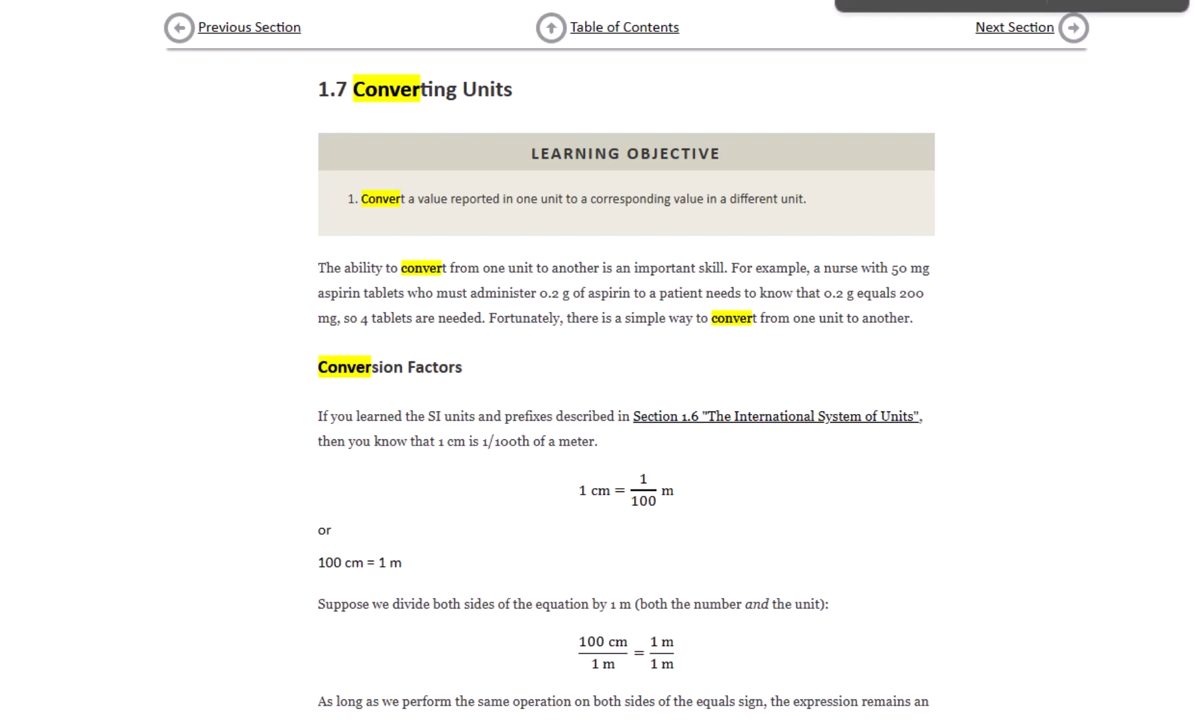 Previous Section Table of Contents Next Section
1.7 Converting Units
LEARNING OBJECTIVE
1. Convert a value reported in one unit to a corresponding value in a different unit.
The ability to convert from one unit to another is an important skill. For example, a nurse with 50 mg
aspirin tablets who must administer 0.2 g of aspirin to a patient needs to know that 0.2 g equals 200
mg, so 4 tablets are needed. Fortunately, there is a simple way to convert from one unit to another.
Conversion Factors
If you learned the SI units and prefixes described in Section 1.6 "The International System of Units",
then you know that 1 cm is 1/100th of a meter.
1 cm = 1/100 m
or
100 cm = 1 m
Suppose we divide both sides of the equation by 1 m (both the number and the unit):
100 cm/1 m = 1 m/1 m
As long as we perform the same operation on both sides of the equals sign, the expression remains an